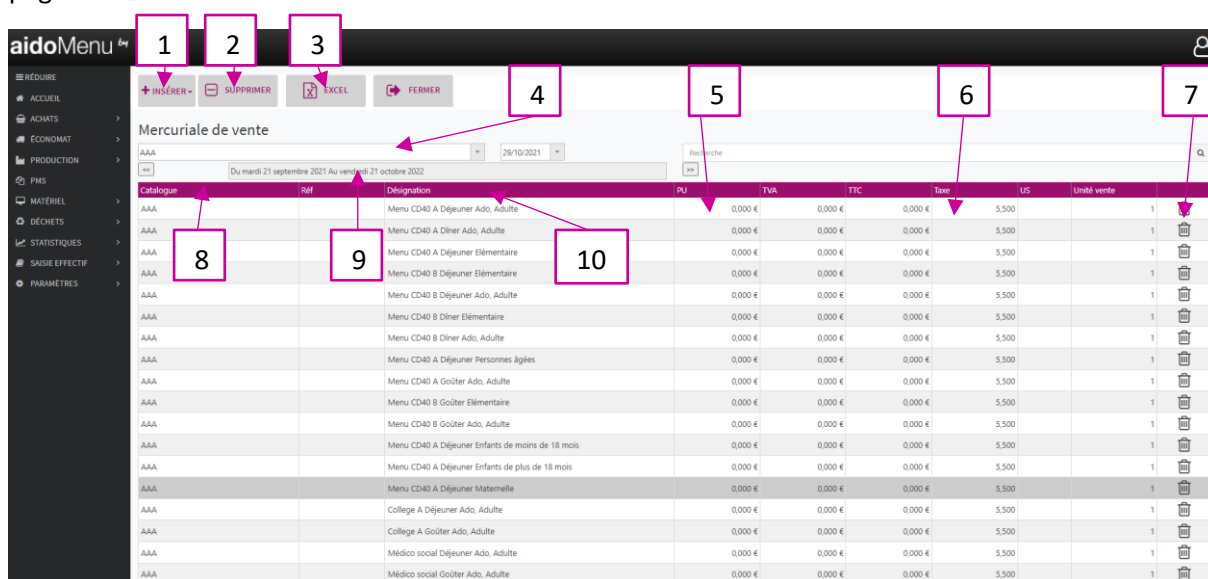 aidoMenu by
1 2 3
RÉDUIRE
ACCUEIL
ACHATS
ÉCONOMAT
PRODUCTION
PMS
MATÉRIEL
DÉCHETS
STATISTIQUES
SAISIE EFFECTIF
PARAMÈTRES
+ INSÉRER SUPPRIMER EXCEL FERMER
4 5 6 7
Mercuriale de vente
AAA 29/10/2021 Recherche
<< Du mardi 21 septembre 2021 Au vendredi 21 octobre 2022 >>
Catalogue Réf Désignation PU TVA TTC Taxe US Unité vente
AAA Menu CD40 A Déjeuner Ado, Adulte 0,000 € 0,000 € 0,000 € 5,500 1
AAA Menu CD40 A Dîner Ado, Adulte 0,000 € 0,000 € 0,000 € 5,500 1
AAA Menu CD40 A Déjeuner Elémentaire 0,000 € 0,000 € 0,000 € 5,500 1
8 9 10
AAA Menu CD40 B Déjeuner Elémentaire 0,000 € 0,000 € 0,000 € 5,500 1
AAA Menu CD40 B Déjeuner Ado, Adulte 0,000 € 0,000 € 0,000 € 5,500 1
AAA Menu CD40 B Dîner Elémentaire 0,000 € 0,000 € 0,000 € 5,500 1
AAA Menu CD40 B Dîner Ado, Adulte 0,000 € 0,000 € 0,000 € 5,500 1
AAA Menu CD40 A Déjeuner Personnes âgées 0,000 € 0,000 € 0,000 € 5,500 1
AAA Menu CD40 A Goûter Ado, Adulte 0,000 € 0,000 € 0,000 € 5,500 1
AAA Menu CD40 B Goûter Elémentaire 0,000 € 0,000 € 0,000 € 5,500 1
AAA Menu CD40 B Goûter Ado, Adulte 0,000 € 0,000 € 0,000 € 5,500 1
AAA Menu CD40 A Déjeuner Enfants de moins de 18 mois 0,000 € 0,000 € 0,000 € 5,500 1
AAA Menu CD40 A Déjeuner Enfants de plus de 18 mois 0,000 € 0,000 € 0,000 € 5,500 1
AAA Menu CD40 A Déjeuner Maternelle 0,000 € 0,000 € 0,000 € 5,500 1
AAA College A Déjeuner Ado, Adulte 0,000 € 0,000 € 0,000 € 5,500 1
AAA College A Goûter Ado, Adulte 0,000 € 0,000 € 0,000 € 5,500 1
AAA Médico social Déjeuner Ado, Adulte 0,000 € 0,000 € 0,000 € 5,500 1
AAA Médico social Goûter Ado, Adulte 0,000 € 0,000 € 0,000 € 5,500 1